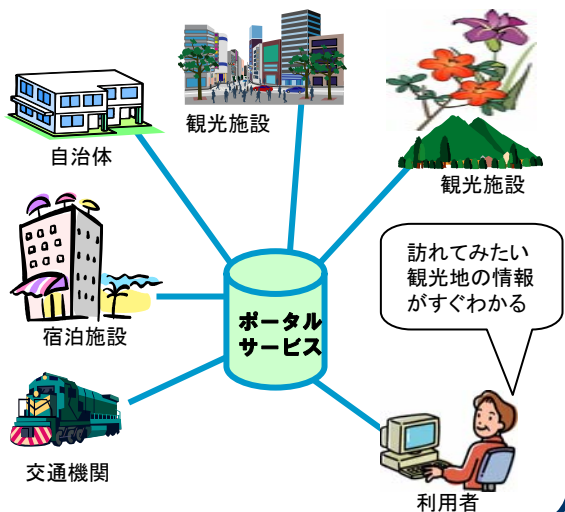 観光施設
自治体
観光施設
訪れてみたい
観光地の情報
がすぐわかる
宿泊施設
ポータル
サービス
交通機関
利用者